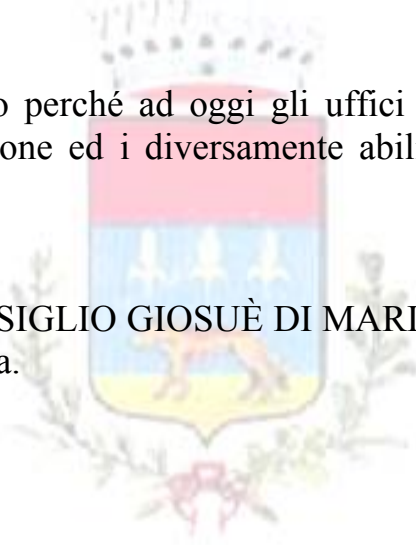 o perché ad oggi gli uffici
one ed i diversamente abil
SIGLIO GIOSUÈ DI MARI
a.